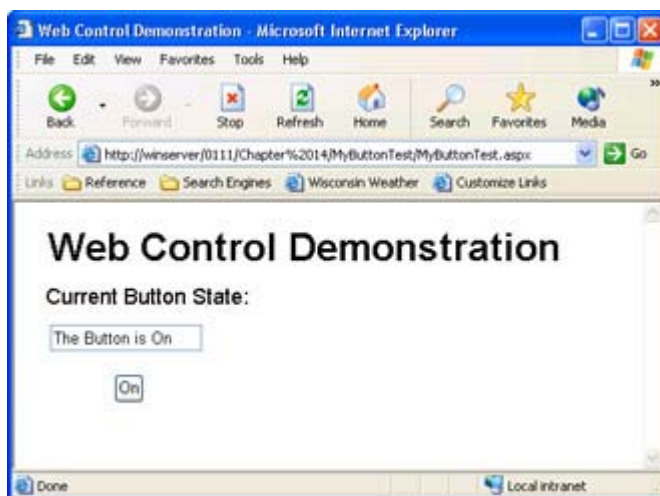 Web Control Demonstration - Microsoft Internet Explorer
File Edit View Favorites Tools Help
Back Forward Stop Refresh Home Search Favorites Media
Address http://winserver/0111/Chapter%2014/MyButtonTest/MyButtonTest.aspx Go
Links Reference Search Engines Wisconsin Weather Customize Links
Web Control Demonstration
Current Button State:
The Button is On
On
Done Local intranet